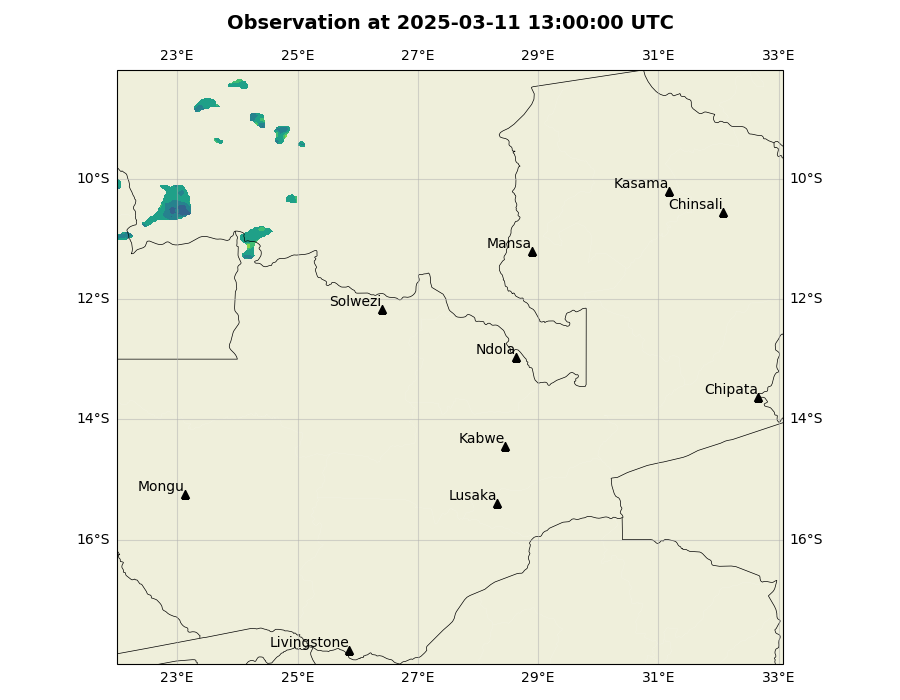 Observation at 2025-03-11 13:00:00 UTC
23°E 25°E 27°E 29°E 31°E 33°E
10°S 10°S
Kasama
Chinsali
Mansa
12°S 12°S
Solwezi
Ndola
Chipata
14°S 14°S
Kabwe
Mongu
Lusaka
16°S 16°S
Livingstone
23°E 25°E 27°E 29°E 31°E 33°E